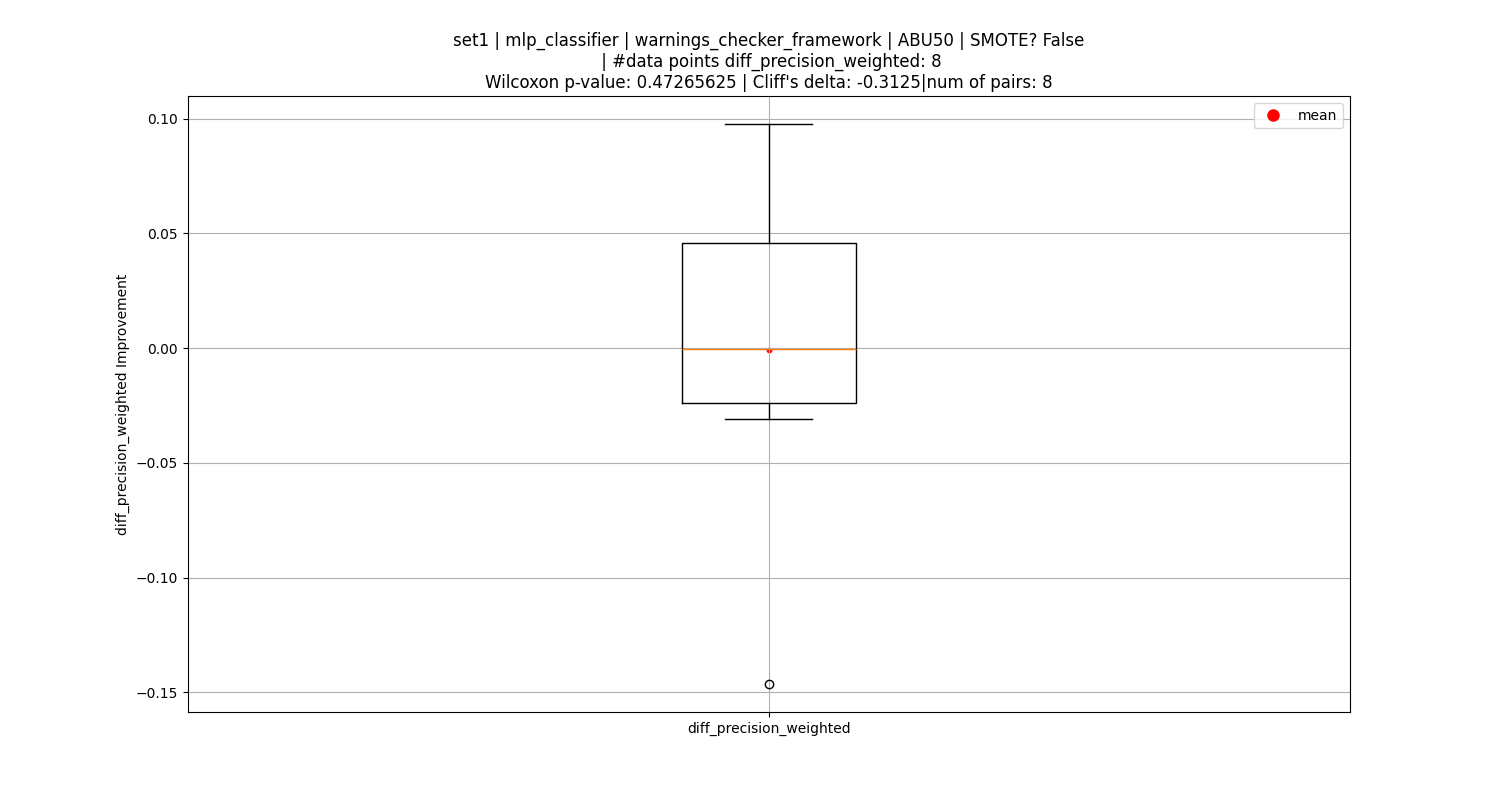 set1 | mlp_classifier | warnings_checker_framework | ABU50 | SMOTE? False
| #data points diff_precision_weighted: 8
Wilcoxon p-value: 0.47265625 | Cliff's delta: -0.3125|num of pairs: 8
mean
0.10
0.05
0.00
−0.05
−0.10
−0.15
diff_precision_weighted Improvement
diff_precision_weighted